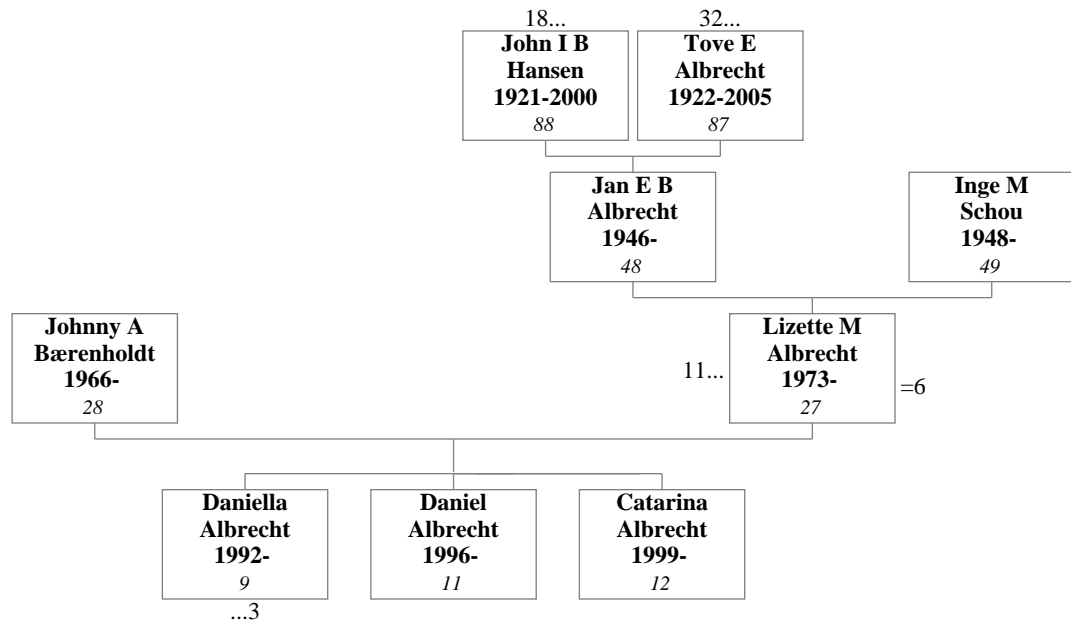 18...
John I B
Hansen
1921-2000
88
32...
Tove E
Albrecht
1922-2005
87
Jan E B
Albrecht
1946-
48
Inge M
Schou
1948-
49
Johnny A
Bærenholdt
1966-
28
11...
Lizette M
Albrecht
1973-
27
=6
Daniella
Albrecht
1992-
9
...3
Daniel
Albrecht
1996-
11
Catarina
Albrecht
1999-
12